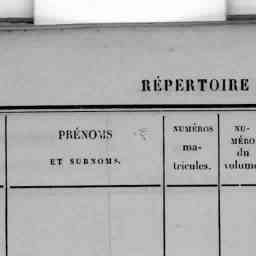 RÉPERTOIRE
PRÉNOMS
ET SURNOMS.
NUMÉROS
ma-
tricules.
NU-
MÉRO
du
volume